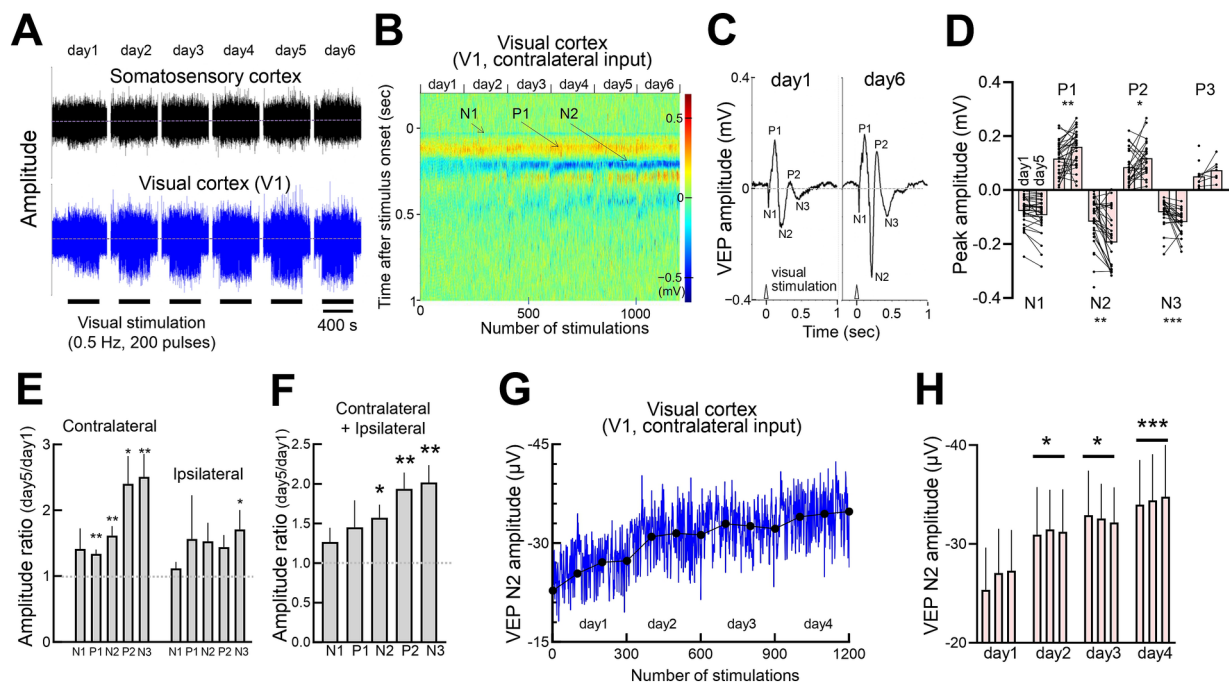 A
day1 day2 day3 day4 day5 day6
Somatosensory cortex
Visual cortex (V1)
Amplitude
Visual stimulation
(0.5 Hz, 200 pulses)
400 s
B
Visual cortex
(V1, contralateral input)
day1 day2 day3 day4 day5 day6
N1 P1 N2
Time after stimulus onset (sec)
0
0.5
1
0 500 1000
Number of stimulations
0.5
0
−0.5
(mV)
C
day1 day6
VEP amplitude (mV)
0.4
0
−0.4
P1
P2
N1
N2
N3
P1
P2
N1
N3
N2
visual
stimulation
0 0.5 1 0 0.5 1
Time (sec)
D
Peak amplitude (mV)
0.4
0.2
0.0
-0.2
-0.4
P1 P2 P3
** *
day1
day5
N1 N2 N3
** ***
E
Contralateral
Ipsilateral
Amplitude ratio (day5/day1)
3
2
1
0
** ** * ** *
N1 P1 N2 P2 N3 N1 P1 N2 P2 N3
F
Contralateral
+ Ipsilateral
Amplitude ratio (day5/day1)
2.5
2.0
1.5
1.0
0.5
0.0
* ** **
N1 P1 N2 P2 N3
G
Visual cortex
(V1, contralateral input)
VEP N2 amplitude (μV)
-45
-30
-15
day1 day2 day3 day4
0 300 600 900 1200
Number of stimulations
H
VEP N2 amplitude (μV)
-40
-30
-20
* * ***
day1 day2 day3 day4